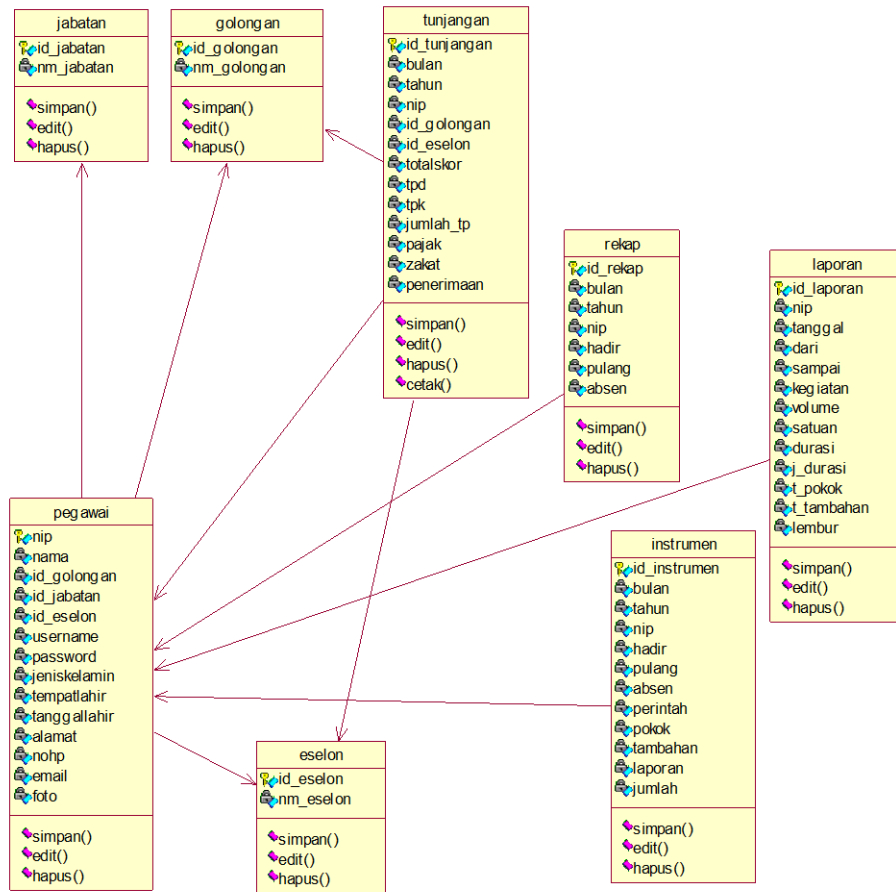 jabatan
id_jabatan
nm_jabatan
simpan()
edit()
hapus()
golongan
id_golongan
nm_golongan
simpan()
edit()
hapus()
tunjangan
id_tunjangan
bulan
tahun
nip
id_golongan
id_eselon
totalskor
tpd
tpk
jumlah_tp
pajak
zakat
penerimaan
simpan()
edit()
hapus()
cetak()
rekap
id_rekap
bulan
tahun
nip
hadir
pulang
absen
simpan()
edit()
hapus()
laporan
id_laporan
nip
tanggal
dari
sampai
kegiatan
volume
satuan
durasi
j_durasi
t_pokok
t_tambahan
lembur
simpan()
edit()
hapus()
pegawai
nip
nama
id_golongan
id_jabatan
id_eselon
username
password
jeniskelamin
tempatlahir
tanggallahir
alamat
nohp
email
foto
simpan()
edit()
hapus()
eselon
id_eselon
nm_eselon
simpan()
edit()
hapus()
instrumen
id_instrumen
bulan
tahun
nip
hadir
pulang
absen
perintah
pokok
tambahan
laporan
jumlah
simpan()
edit()
hapus()